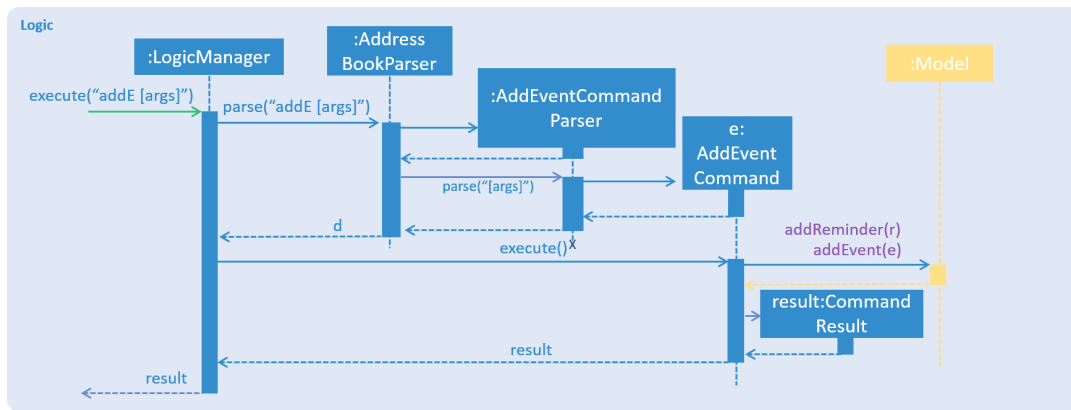 Logic
:LogicManager
:Address
BookParser
:AddEventCommand
Parser
e:
AddEvent
Command
:Model
execute(“addE [args]”)
parse(“addE [args]”)
parse(“[args]”)
d
execute()
X
addReminder(r)
addEvent(e)
result:Command
Result
result
result